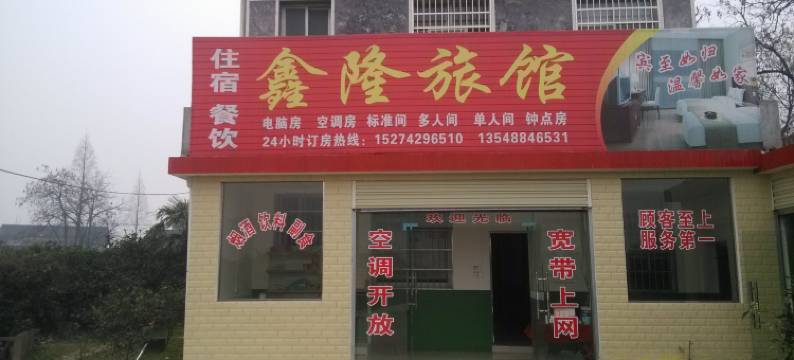 住宿 餐饮
鑫隆旅馆
宾至如归
温馨如家
电脑房 空调房 标准间 多人间 单人间 钟点房
24小时订房热线：15274296510 13548846531
烟酒 饮料 副食
欢迎光临
空调开放
宽带上网
顾客至上
服务第一